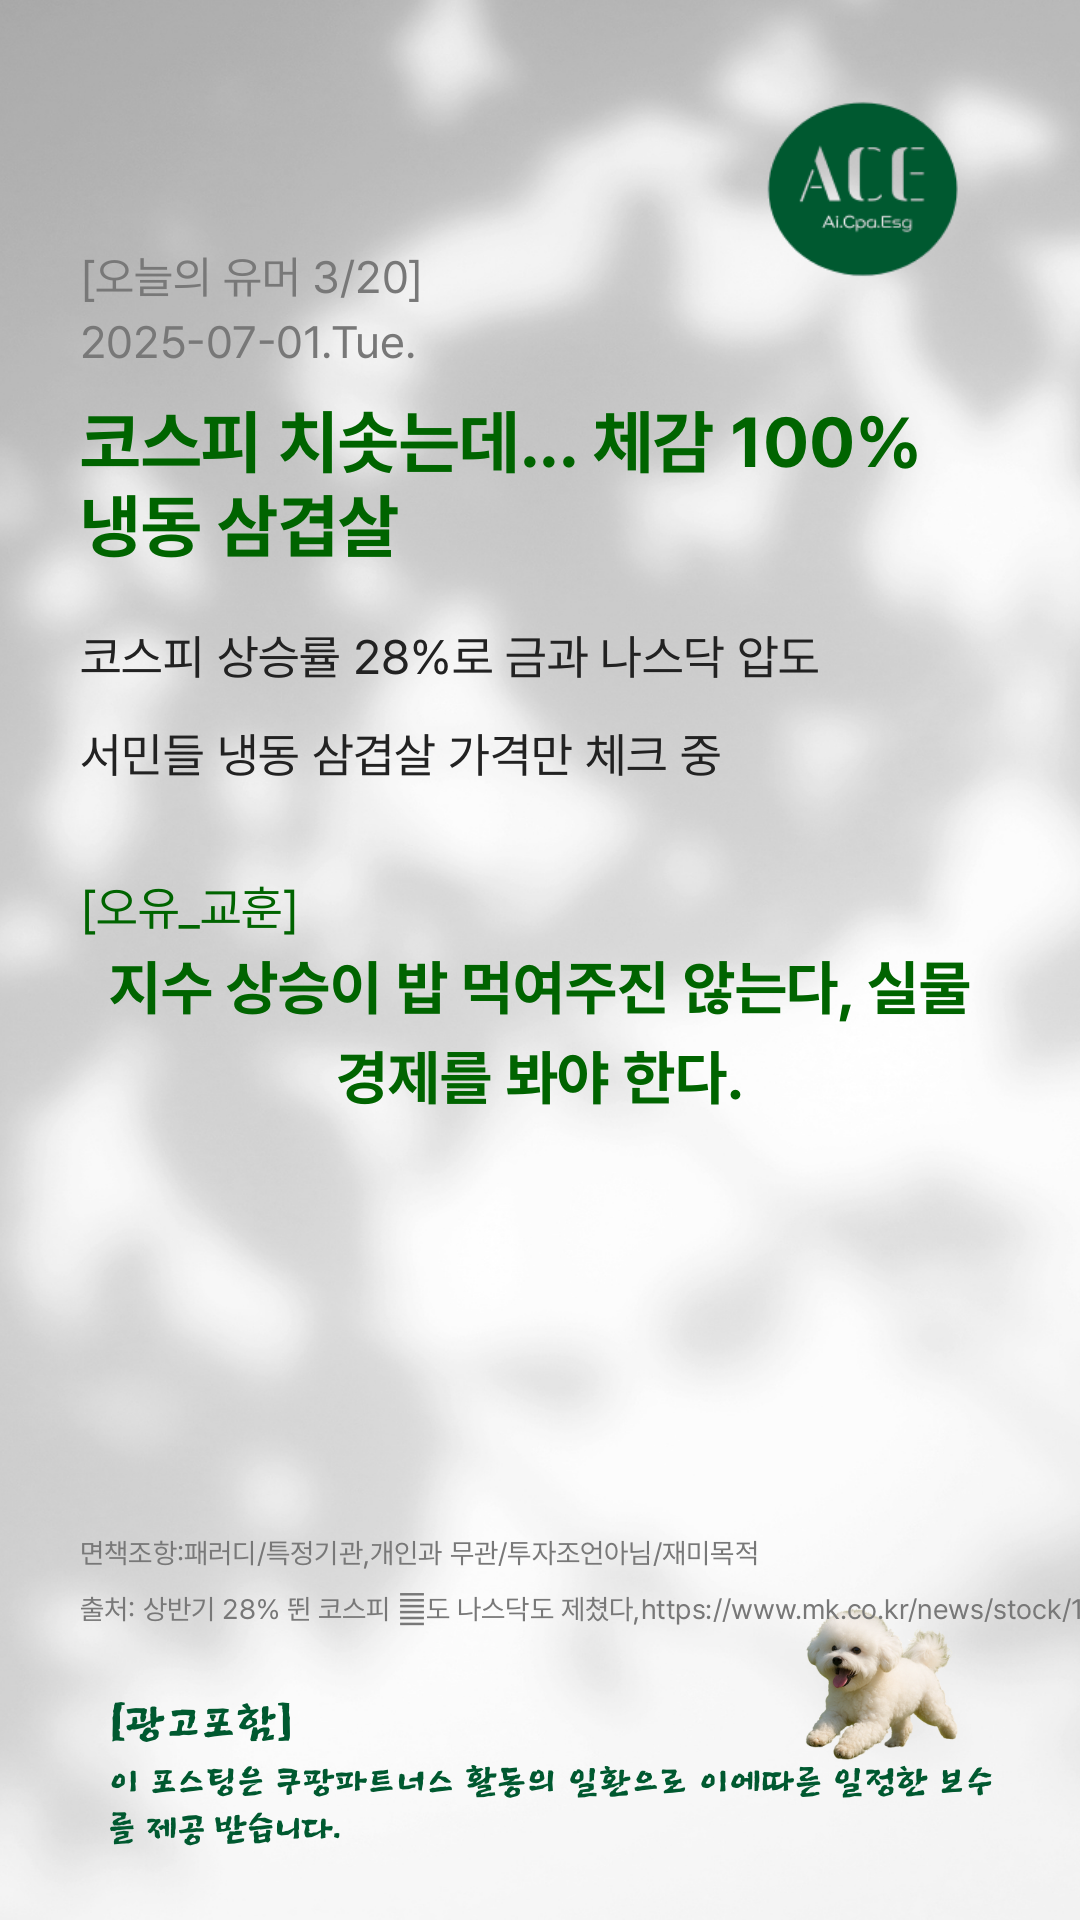 ACE
Ai.Cpa.Esg
[오늘의 유머 3/20]
2025-07-01.Tue.
코스피 치솟는데... 체감 100%
냉동 삼겹살
코스피 상승률 28%로 금과 나스닥 압도
서민들 냉동 삼겹살 가격만 체크 중
[오유_교훈]
지수 상승이 밥 먹여주진 않는다, 실물
경제를 봐야 한다.
면책조항:패러디/특정기관,개인과 무관/투자조언아님/재미목적
출처: 상반기 28% 뛴 코스피 도 나스닥도 제쳤다,https://www.mk.co.kr/news/stock/1
[광고포함]
이 포스팅은 쿠팡파트너스 활동의 일환으로 이에따른 일정한 보수
를 제공 받습니다.